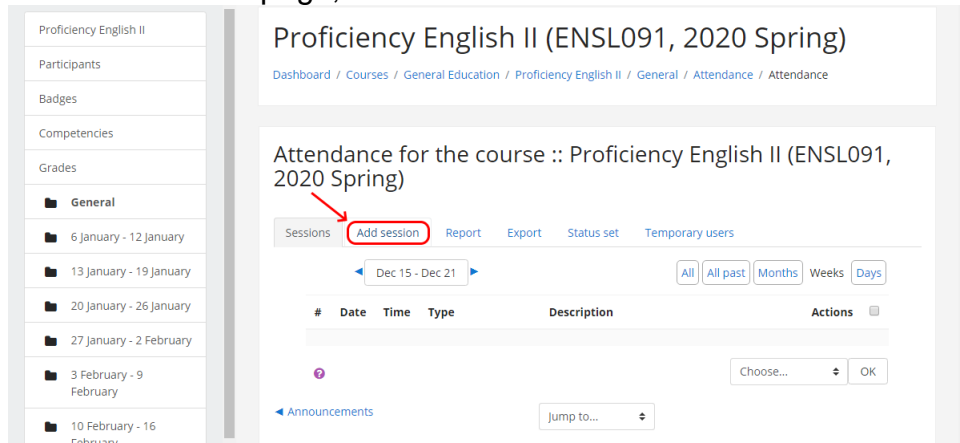 Proficiency English II
Participants
Badges
Competencies
Grades
General
6 January - 12 January
13 January - 19 January
20 January - 26 January
27 January - 2 February
3 February - 9
February
10 February - 16
February
Proficiency English II (ENSL091, 2020 Spring)
Dashboard / Courses / General Education / Proficiency English II / General / Attendance / Attendance
Attendance for the course :: Proficiency English II (ENSL091,
2020 Spring)
Sessions Add session Report Export Status set Temporary users
◄ Dec 15 - Dec 21 ► All All past Months Weeks Days
# Date Time Type Description Actions
?
Choose... OK
◄ Announcements Jump to...